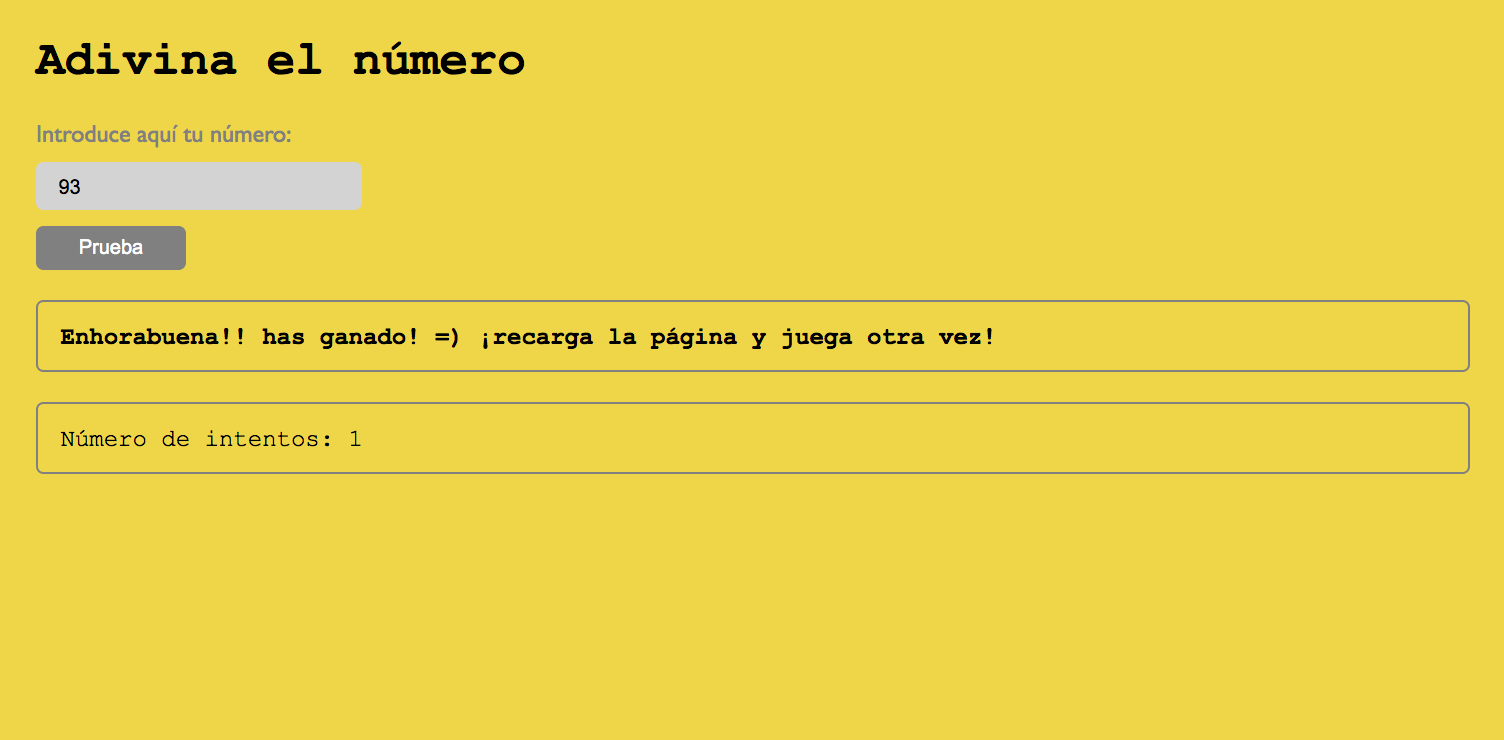 Adivina el número
Introduce aquí tu número:
93
Prueba
Enhorabuena!! has ganado! =) ¡recarga la página y juega otra vez!
Número de intentos: 1